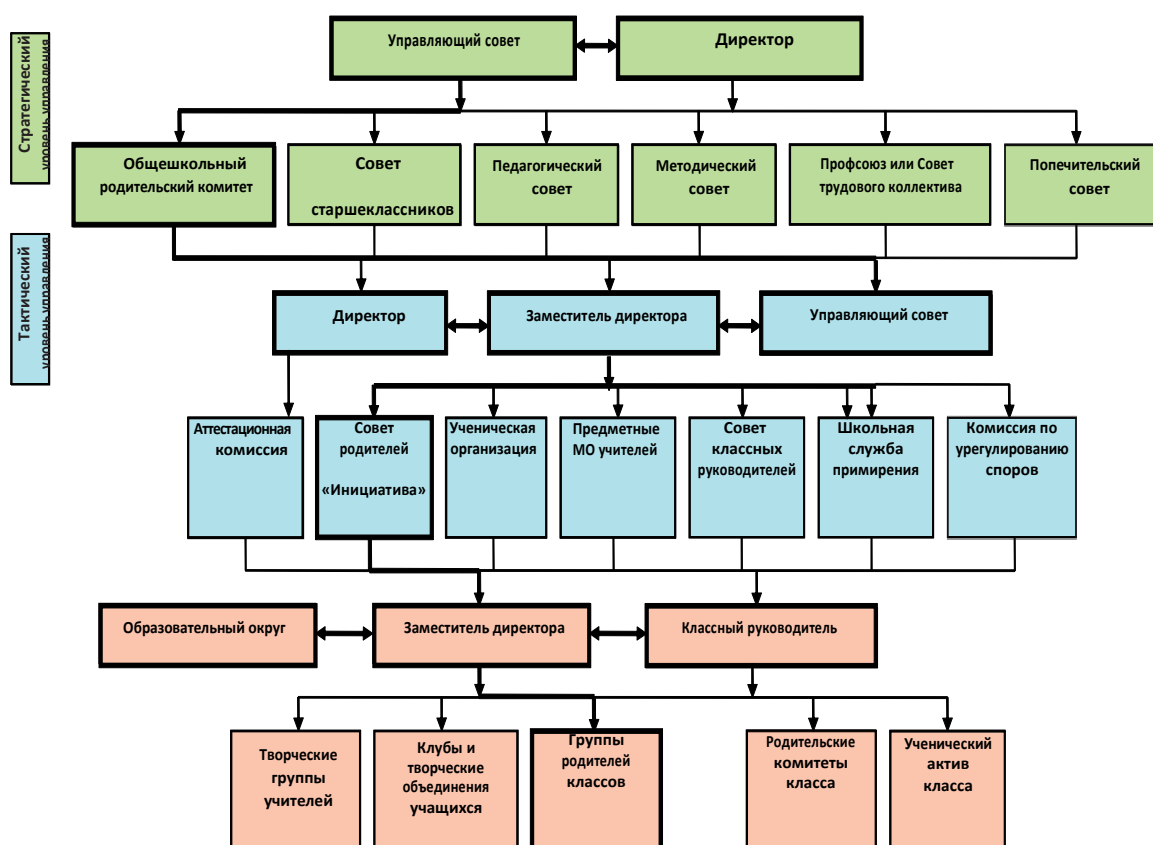 Стратегический
уровень управления
Управляющий совет
Директор
Общешкольный
родительский комитет
Совет
старшеклассников
Педагогический
совет
Методический
совет
Профсоюз или Совет
трудового коллектива
Попечительский
совет
Тактический
уровень управления
Директор
Заместитель директора
Управляющий совет
Аттестационная
комиссия
Совет
родителей
«Инициатива»
Ученическая
организация
Предметные
МО учителей
Совет
классных
руководителей
Школьная
служба
примирения
Комиссия по
урегулированию
споров
Образовательный округ
Заместитель директора
Классный руководитель
Творческие
группы
учителей
Клубы и
творческие
объединения
учащихся
Группы
родителей
классов
Родительские
комитеты
класса
Ученический
актив
класса